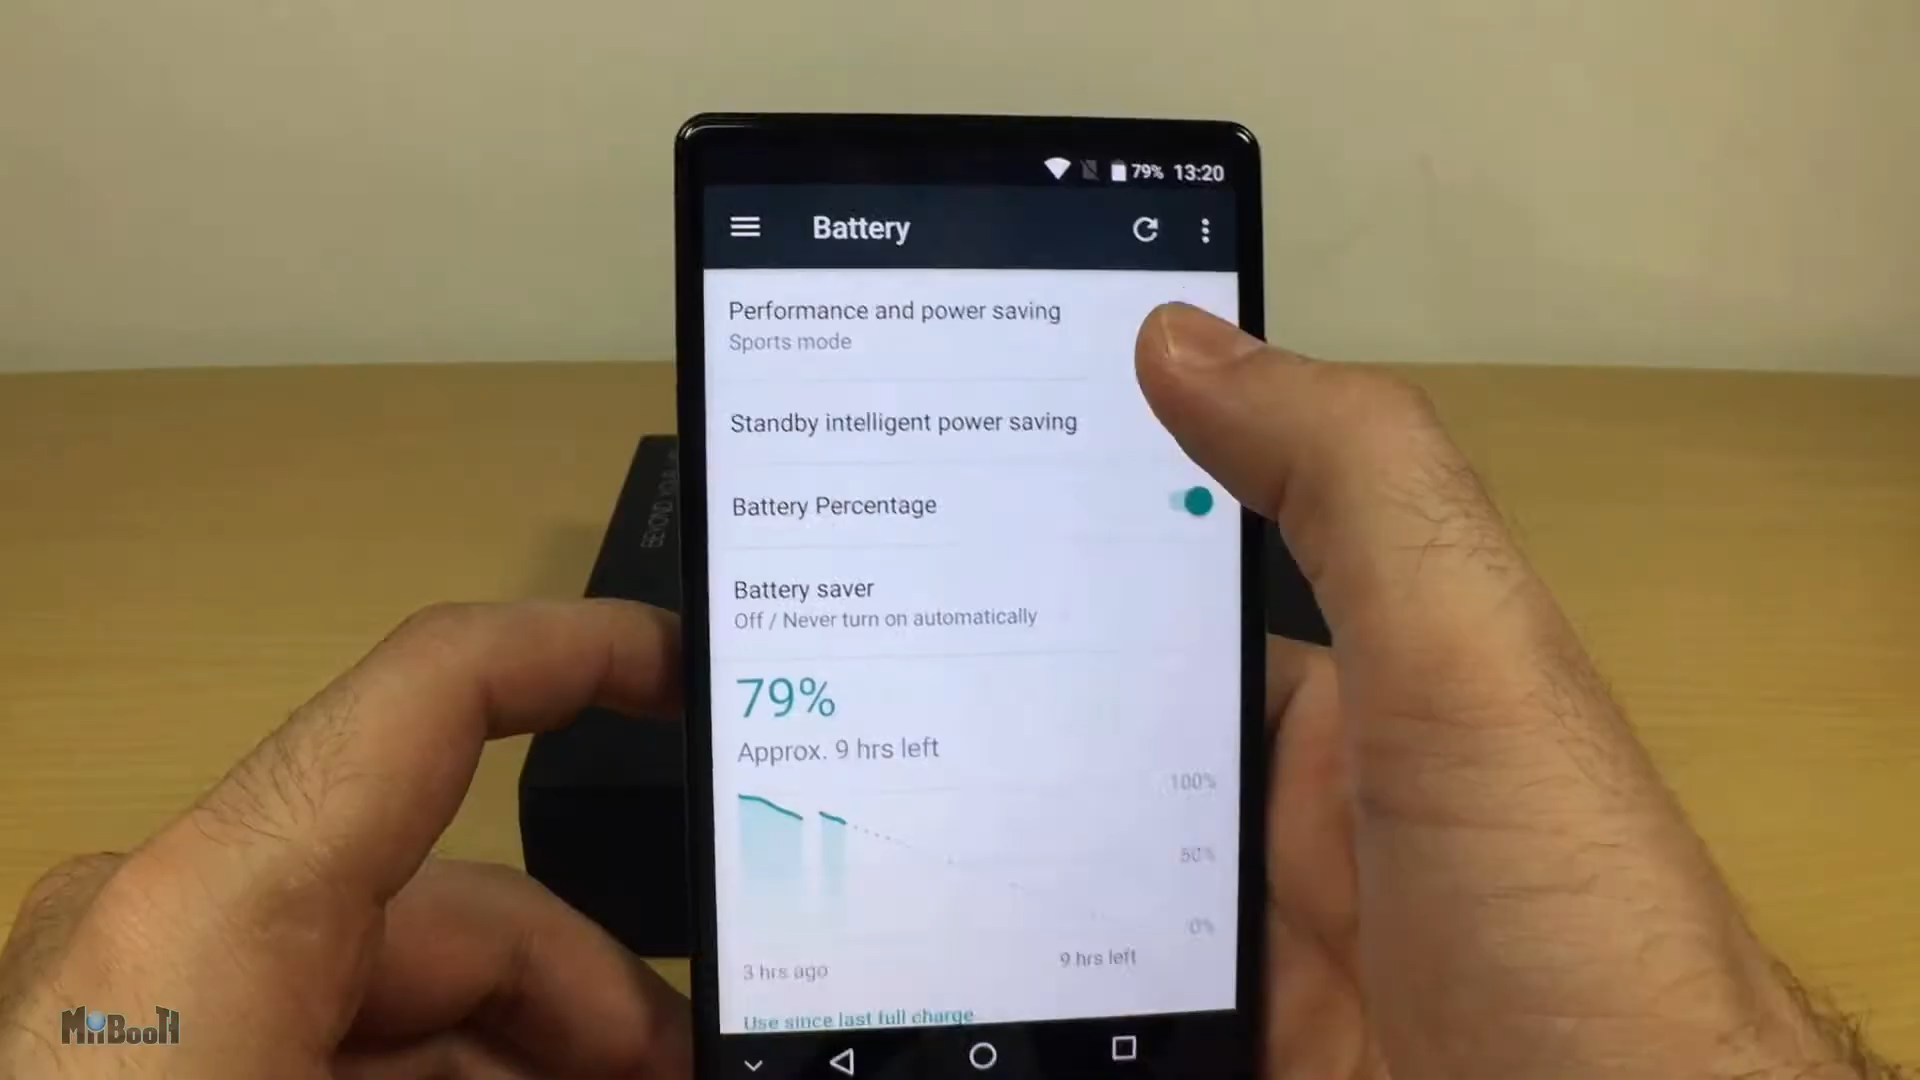 79% 13:20
Battery
Performance and power saving
Sports mode
Standby intelligent power saving
Battery Percentage
Battery saver
Off / Never turn on automatically
79%
Approx. 9 hrs left
100%
50%
0%
3 hrs ago
9 hrs left
Use since last full charge
BEYOND
MiiBooTH